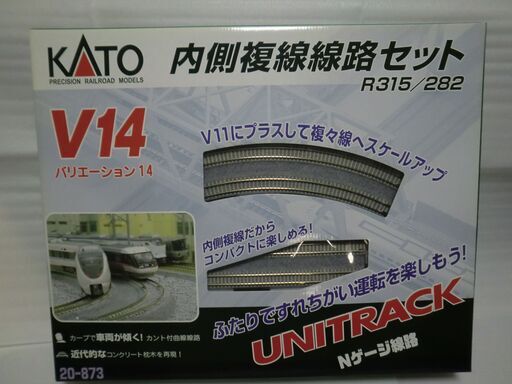 KATO
PRECISION RAILROAD MODELS
内側複線線路セット
R315/282
V14
バリエーション14
V11にプラスして複々線へスケールアップ
内側複線だから
コンパクトに楽しめる!
ふたりですれちがい運転を楽しもう!
UNITRACK
Nゲージ線路
カーブで車両が傾く! カント付曲線線路
近代的なコンクリート枕木を再現!
20-873